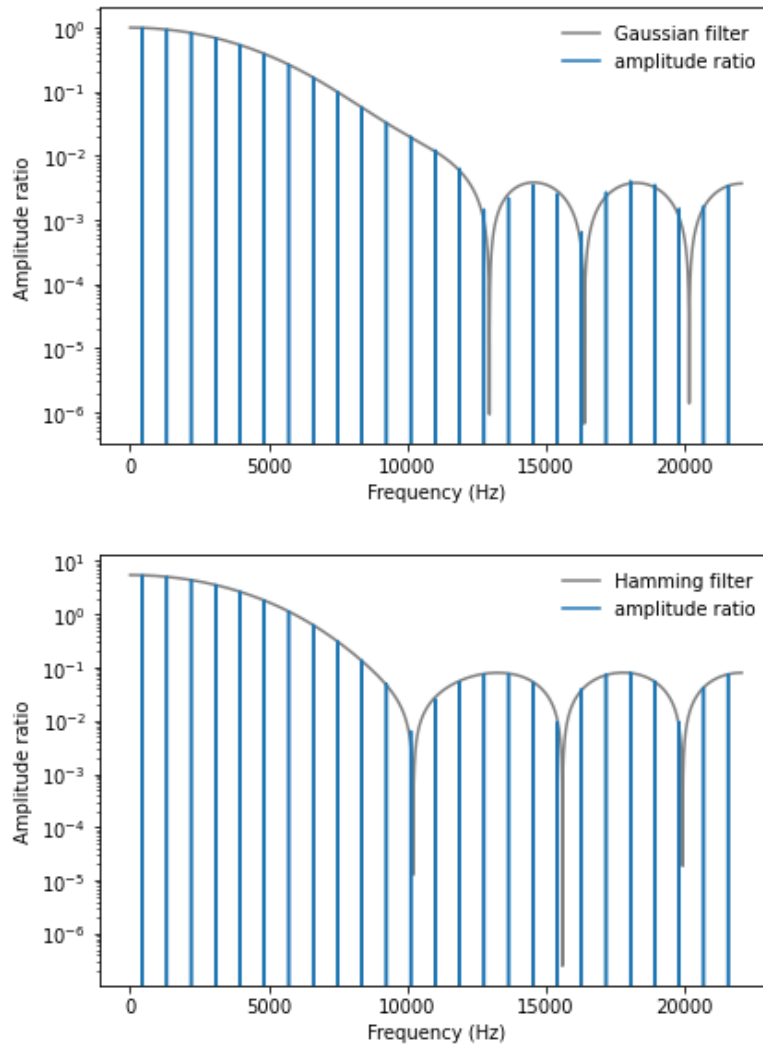 10⁰
10⁻¹
10⁻²
10⁻³
10⁻⁴
10⁻⁵
10⁻⁶
Amplitude ratio
Gaussian filter
amplitude ratio
0 5000 10000 15000 20000
Frequency (Hz)
10¹
10⁰
10⁻¹
10⁻²
10⁻³
10⁻⁴
10⁻⁵
10⁻⁶
Amplitude ratio
Hamming filter
amplitude ratio
0 5000 10000 15000 20000
Frequency (Hz)